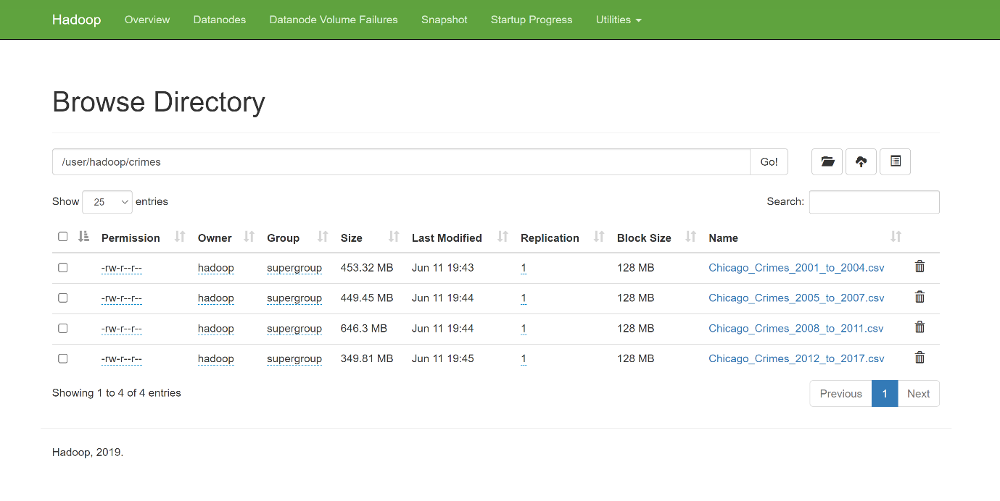 Hadoop Overview Datanodes Datanode Volume Failures Snapshot Startup Progress Utilities
Browse Directory
/user/hadoop/crimes Go!
Show 25 entries Search:
Permission Owner Group Size Last Modified Replication Block Size Name
-rw-r--r-- hadoop supergroup 453.32 MB Jun 11 19:43 1 128 MB Chicago_Crimes_2001_to_2004.csv
-rw-r--r-- hadoop supergroup 449.45 MB Jun 11 19:44 1 128 MB Chicago_Crimes_2005_to_2007.csv
-rw-r--r-- hadoop supergroup 646.3 MB Jun 11 19:44 1 128 MB Chicago_Crimes_2008_to_2011.csv
-rw-r--r-- hadoop supergroup 349.81 MB Jun 11 19:45 1 128 MB Chicago_Crimes_2012_to_2017.csv
Showing 1 to 4 of 4 entries Previous 1 Next
Hadoop, 2019.